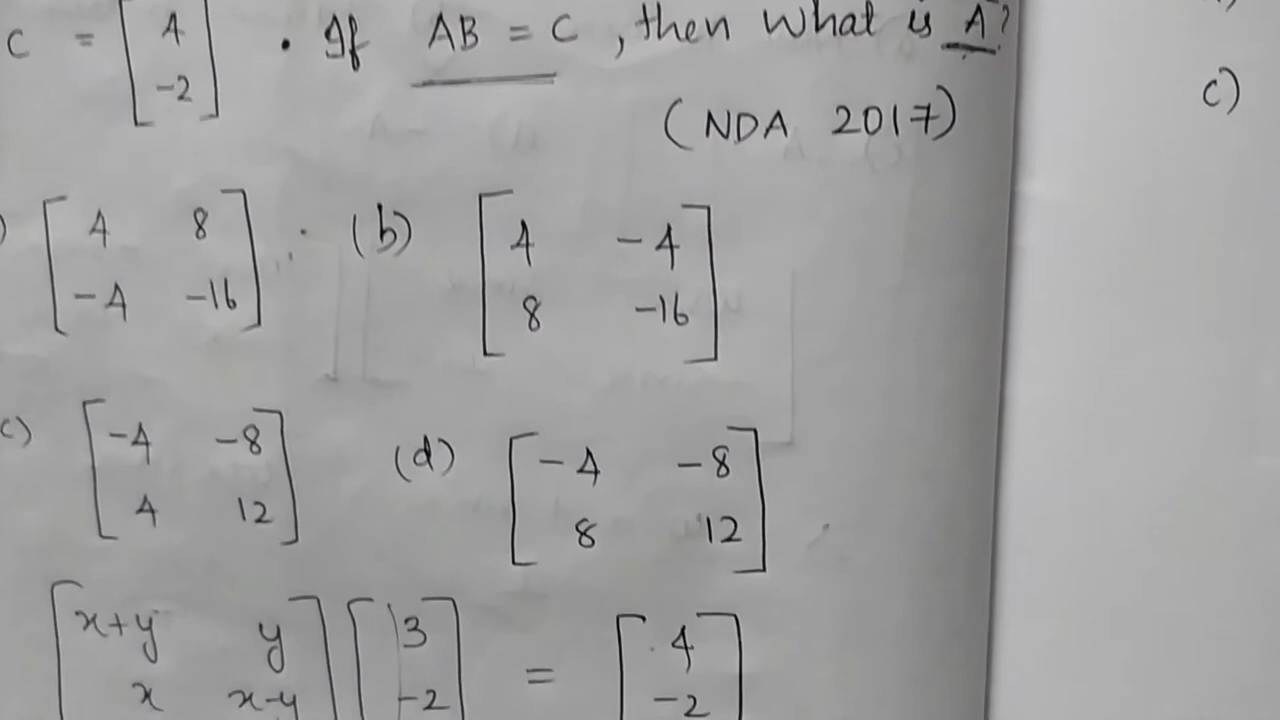 C = [4 -2] . If AB = C, then what is A?
(NDA 2017)
c)
) [4 8 -4 -16] . (b) [4 -4 8 -16]
c) [-4 -8 4 12] (d) [-4 -8 8 12]
[x+y y x x-y] [3 -2] = [4 -2]